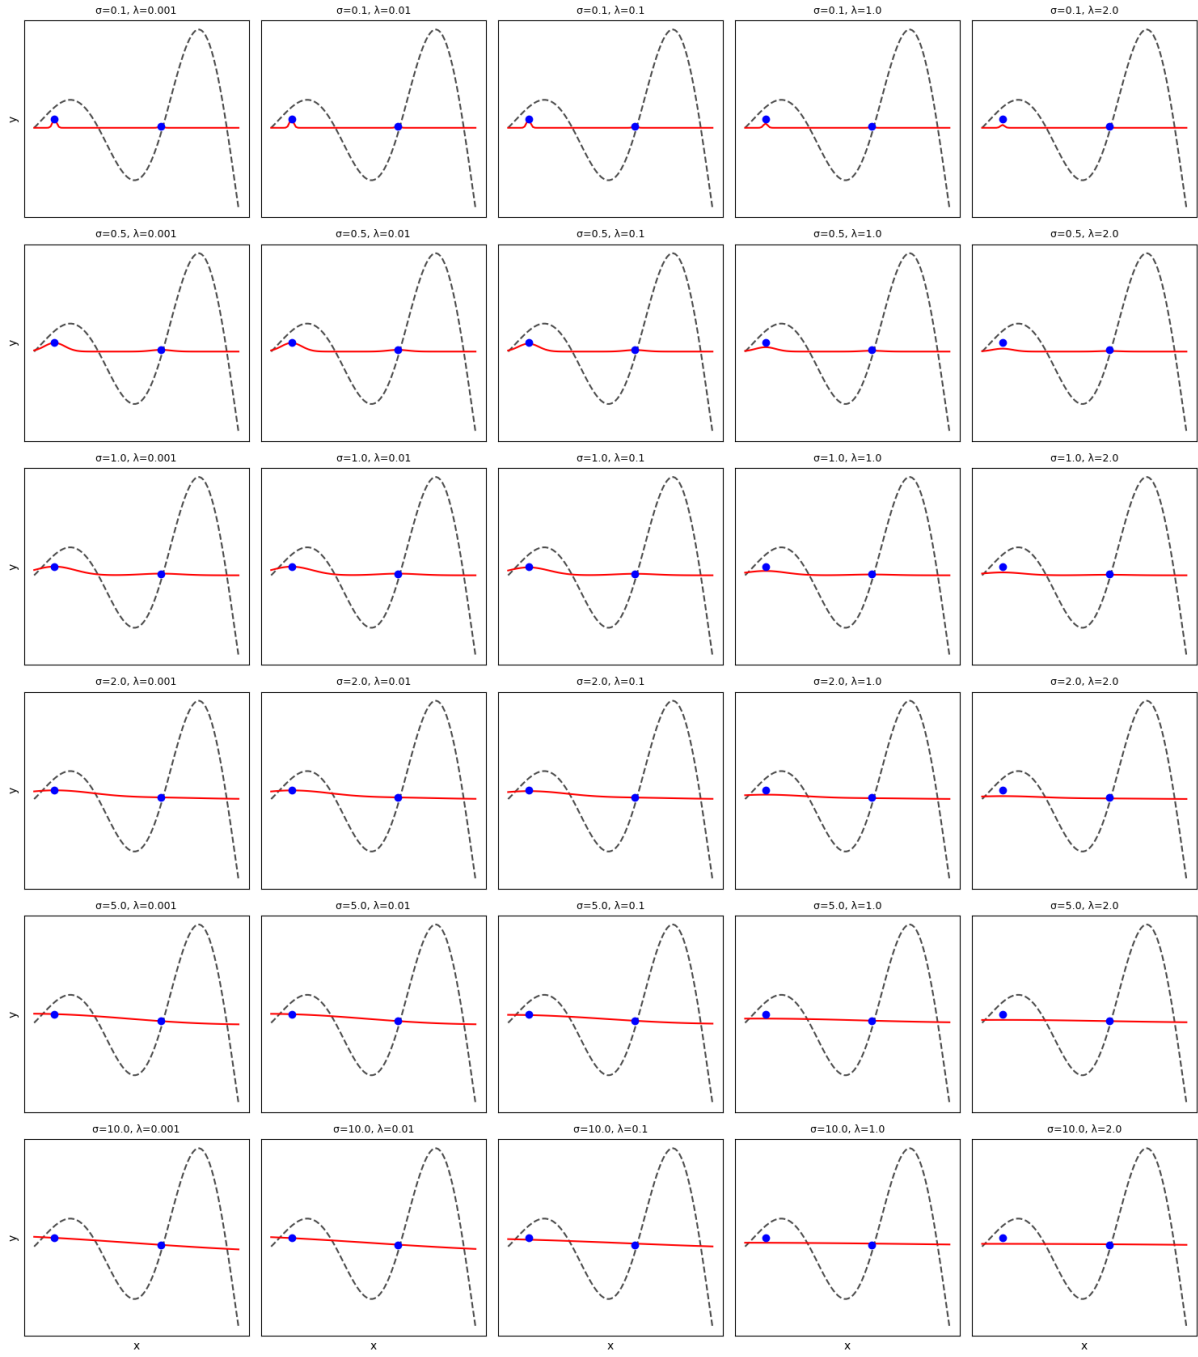 σ=0.1, λ=0.001
σ=0.1, λ=0.01
σ=0.1, λ=0.1
σ=0.1, λ=1.0
σ=0.1, λ=2.0
y
σ=0.5, λ=0.001
σ=0.5, λ=0.01
σ=0.5, λ=0.1
σ=0.5, λ=1.0
σ=0.5, λ=2.0
y
σ=1.0, λ=0.001
σ=1.0, λ=0.01
σ=1.0, λ=0.1
σ=1.0, λ=1.0
σ=1.0, λ=2.0
y
σ=2.0, λ=0.001
σ=2.0, λ=0.01
σ=2.0, λ=0.1
σ=2.0, λ=1.0
σ=2.0, λ=2.0
y
σ=5.0, λ=0.001
σ=5.0, λ=0.01
σ=5.0, λ=0.1
σ=5.0, λ=1.0
σ=5.0, λ=2.0
y
σ=10.0, λ=0.001
σ=10.0, λ=0.01
σ=10.0, λ=0.1
σ=10.0, λ=1.0
σ=10.0, λ=2.0
y
x
x
x
x
x